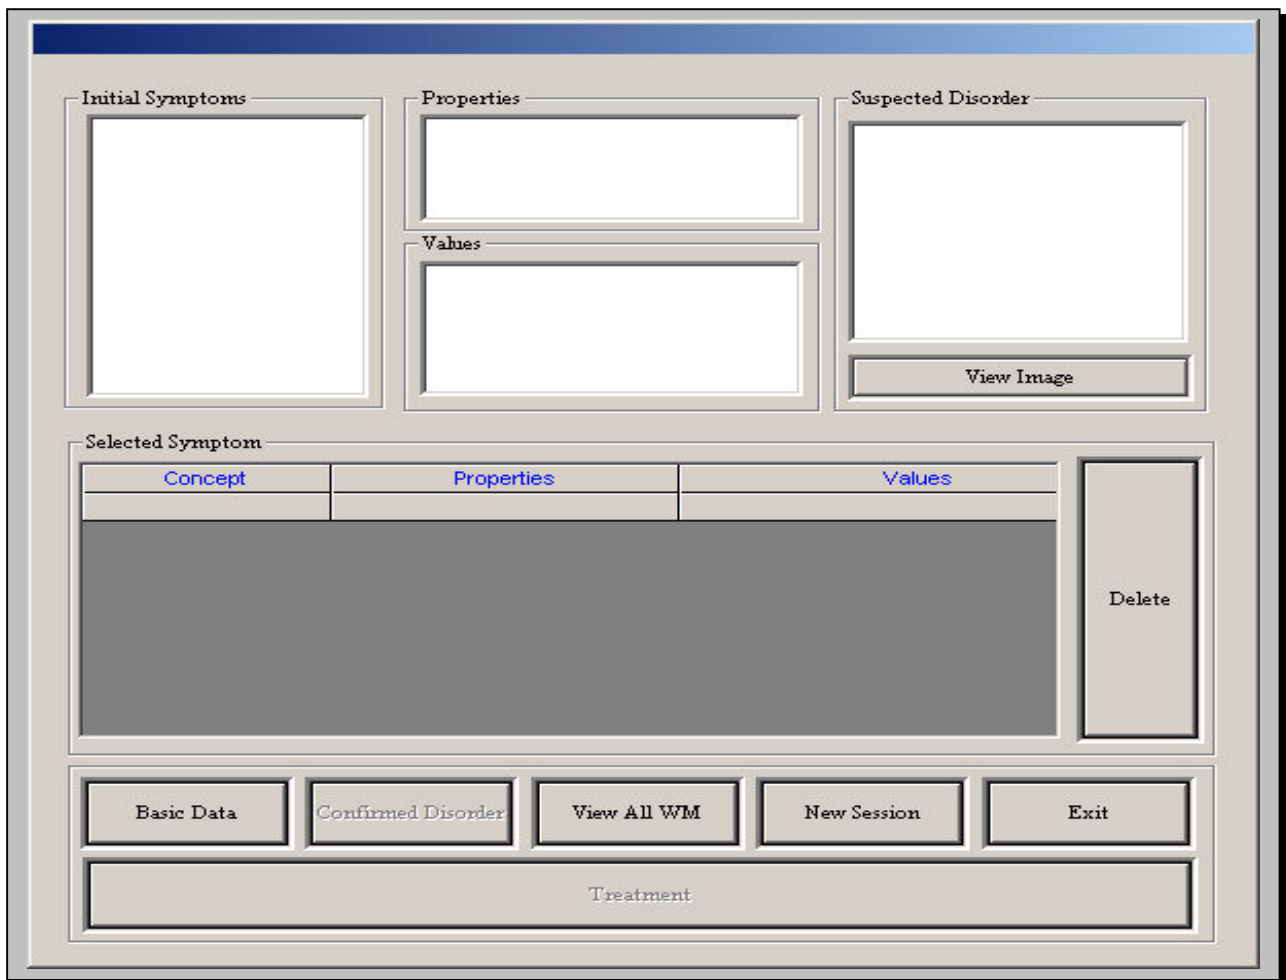 Initial Symptoms
Properties
Suspected Disorder
Values
View Image
Selected Symptom
Concept Properties Values
Delete
Basic Data Confirmed Disorder View All WM New Session Exit
Treatment